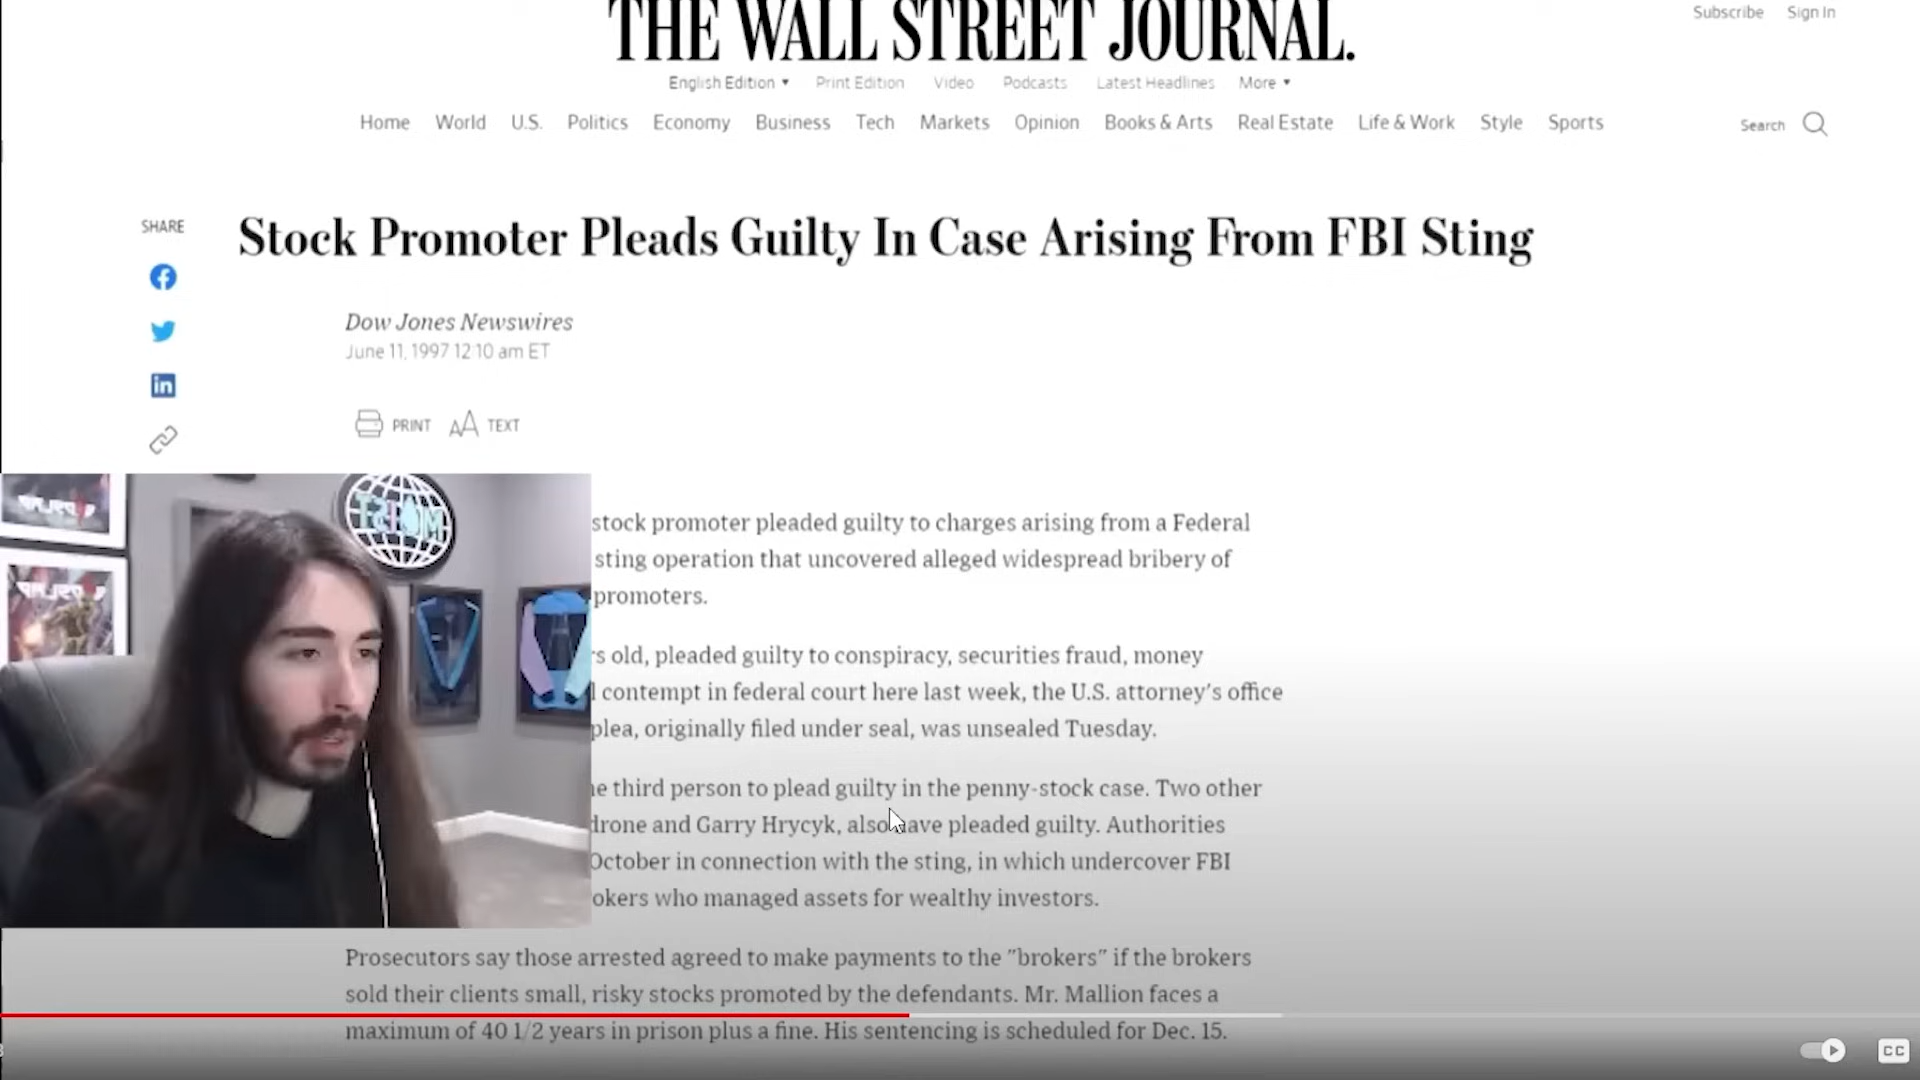 THE WALL STREET JOURNAL.
Subscribe Sign In
English Edition Print Edition Video Podcasts Latest Headlines More
Home World U.S. Politics Economy Business Tech Markets Opinion Books & Arts Real Estate Life & Work Style Sports
Search
SHARE
Stock Promoter Pleads Guilty In Case Arising From FBI Sting
Dow Jones Newswires
June 11, 1997 12:10 am ET
PRINT AA TEXT
MOIST
stock promoter pleaded guilty to charges arising from a Federal
sting operation that uncovered alleged widespread bribery of
promoters.
s old, pleaded guilty to conspiracy, securities fraud, money
contempt in federal court here last week, the U.S. attorney's office
plea, originally filed under seal, was unsealed Tuesday.
e third person to plead guilty in the penny-stock case. Two other
drone and Garry Hrycyk, also have pleaded guilty. Authorities
October in connection with the sting, in which undercover FBI
okers who managed assets for wealthy investors.
Prosecutors say those arrested agreed to make payments to the "brokers" if the brokers
sold their clients small, risky stocks promoted by the defendants. Mr. Mallion faces a
maximum of 40 1/2 years in prison plus a fine. His sentencing is scheduled for Dec. 15.
CC